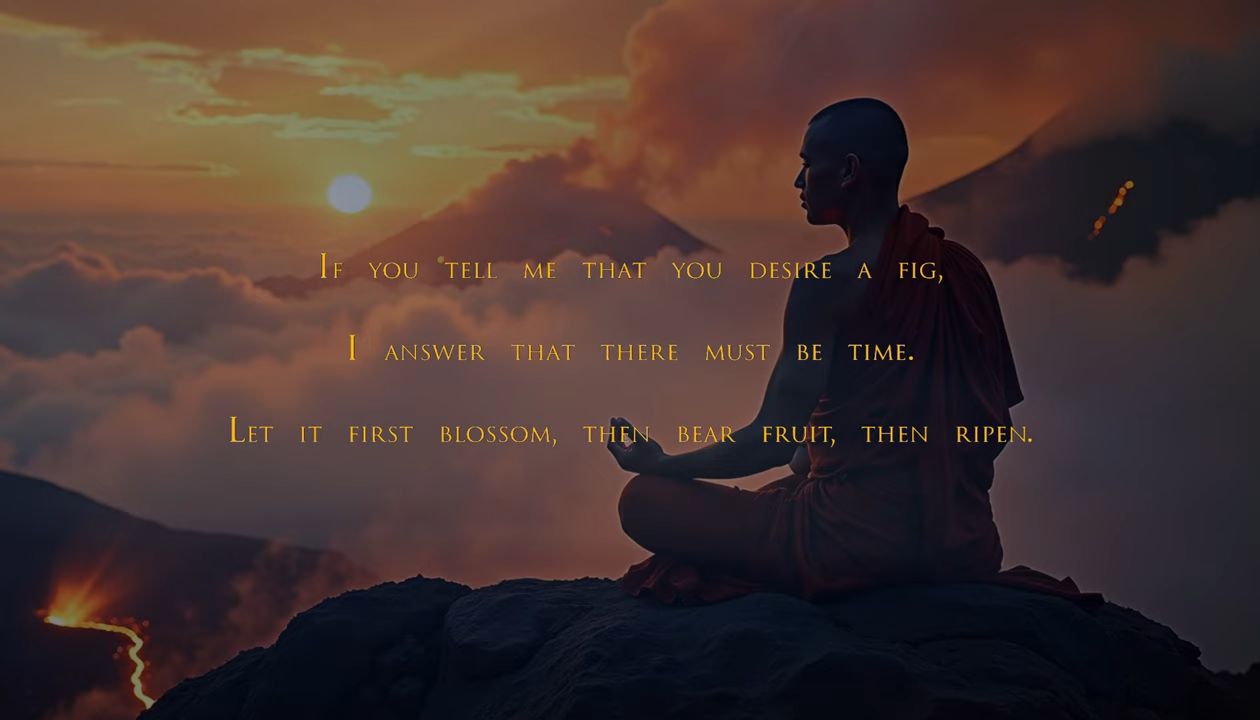 If you tell me that you desire a fig,
I answer that there must be time.
Let it first blossom, then bear fruit, then ripen.